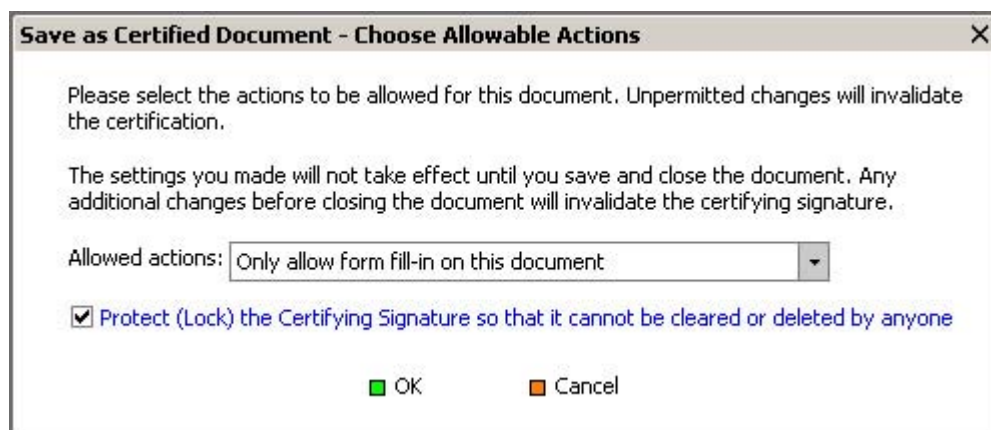 Save as Certified Document - Choose Allowable Actions
Please select the actions to be allowed for this document. Unpermitted changes will invalidate
the certification.
The settings you made will not take effect until you save and close the document. Any
additional changes before closing the document will invalidate the certifying signature.
Allowed actions: Only allow form fill-in on this document
Protect (Lock) the Certifying Signature so that it cannot be cleared or deleted by anyone
OK Cancel